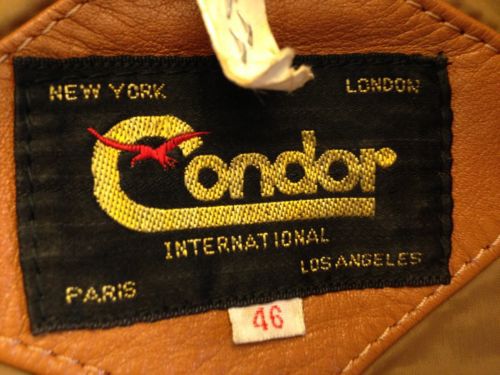 NEW YORK LONDON
Condor
INTERNATIONAL
LOS ANGELES
PARIS
46